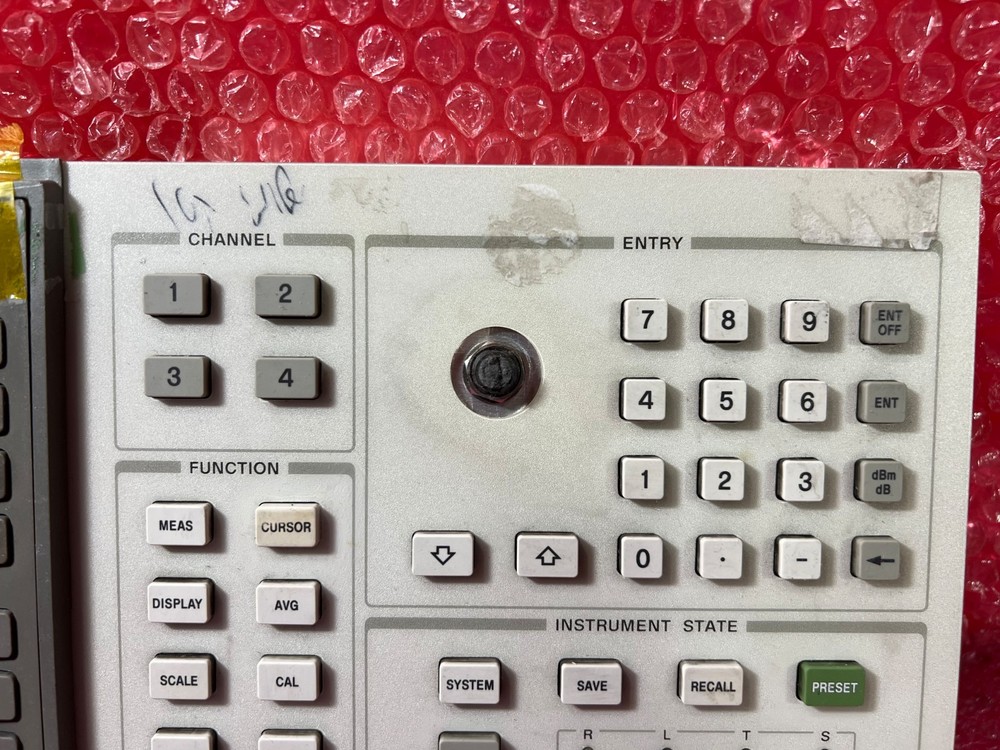 CHANNEL
1 2
3 4
ENTRY
7 8 9 ENT OFF
4 5 6 ENT
1 2 3 dBm dB
0 . −
FUNCTION
MEAS CURSOR
DISPLAY AVG
SCALE CAL
INSTRUMENT STATE
SYSTEM SAVE RECALL PRESET
R L T S